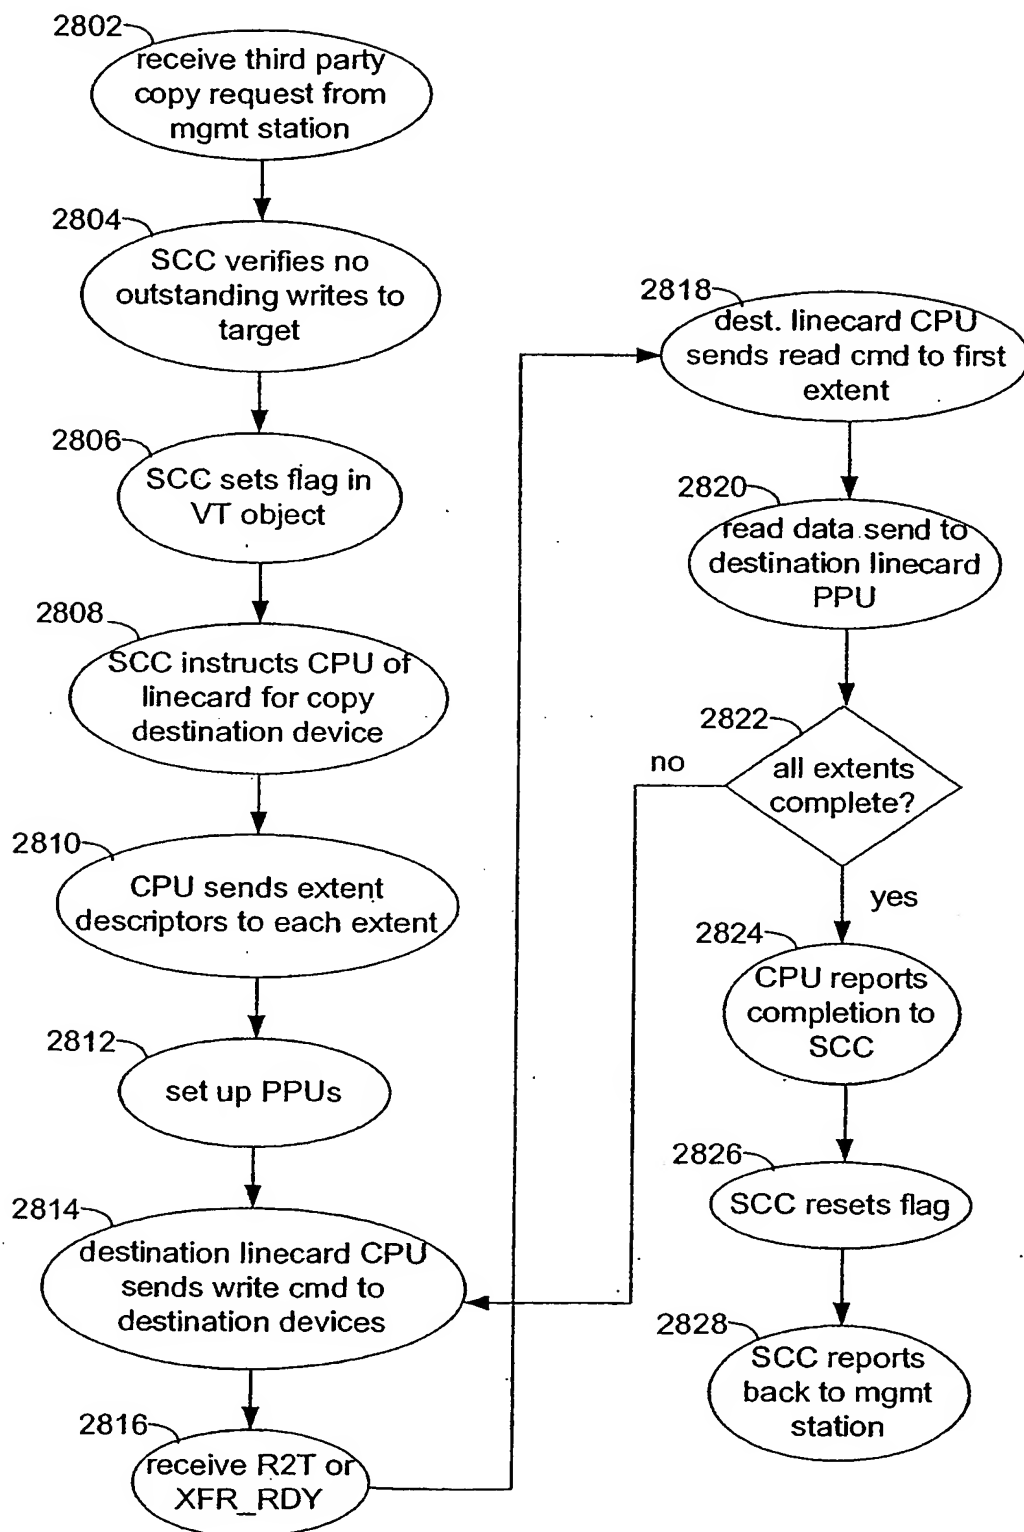 2802
receive third party
copy request from
mgmt station
2804
SCC verifies no
outstanding writes to
target
2806
SCC sets flag in
VT object
2808
SCC instructs CPU of
linecard for copy
destination device
2810
CPU sends extent
descriptors to each extent
2812
set up PPUs
2814
destination linecard CPU
sends write cmd to
destination devices
2816
receive R2T or
XFR_RDY
2818
dest. linecard CPU
sends read cmd to first
extent
2820
read data send to
destination linecard
PPU
2822
all extents
complete?
no
yes
2824
CPU reports
completion to
SCC
2826
SCC resets flag
2828
SCC reports
back to mgmt
station